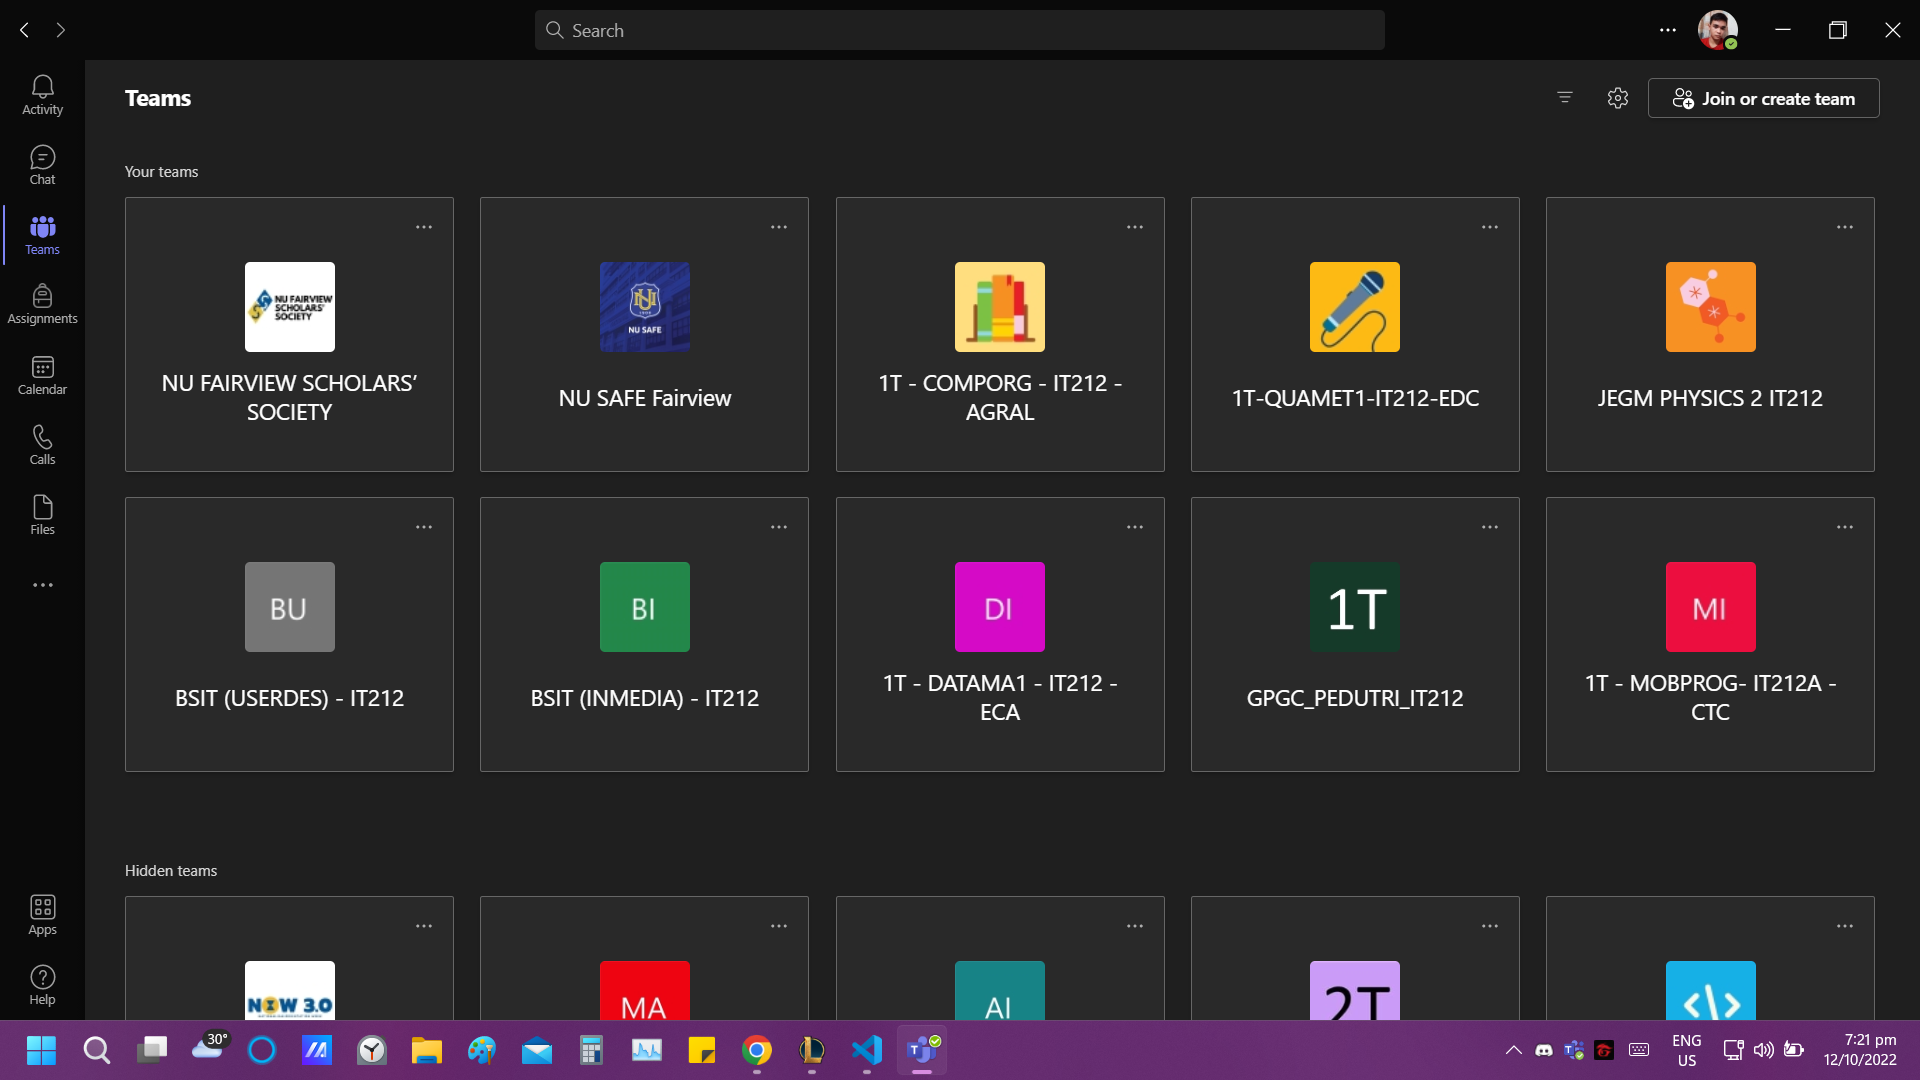 Search
Activity
Chat
Teams
Assignments
Calendar
Calls
Files
Apps
Help
Teams
Join or create team
Your teams
NU FAIRVIEW
SCHOLARS'
SOCIETY
NU FAIRVIEW SCHOLARS’
SOCIETY
NU SAFE
NU SAFE Fairview
1T - COMPORG - IT212 -
AGRAL
1T-QUAMET1-IT212-EDC
JEGM PHYSICS 2 IT212
BU
BSIT (USERDES) - IT212
BI
BSIT (INMEDIA) - IT212
DI
1T - DATAMA1 - IT212 -
ECA
1T
GPGC_PEDUTRI_IT212
MI
1T - MOBPROG- IT212A -
CTC
Hidden teams
NOW 3.0
MA
AI
2T
</>
30°
ENG
US
7:21 pm
12/10/2022